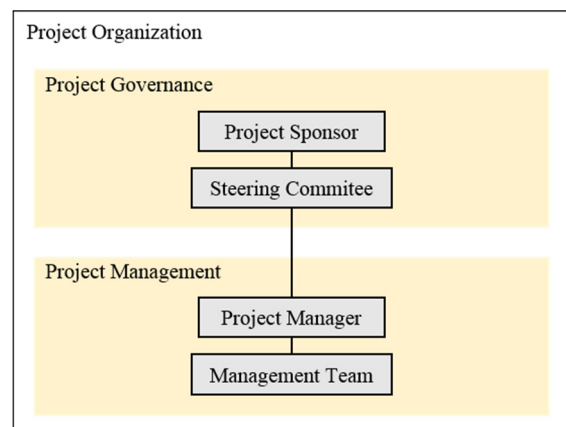 Project Organization
Project Governance
Project Sponsor
Steering Commitee
Project Management
Project Manager
Management Team